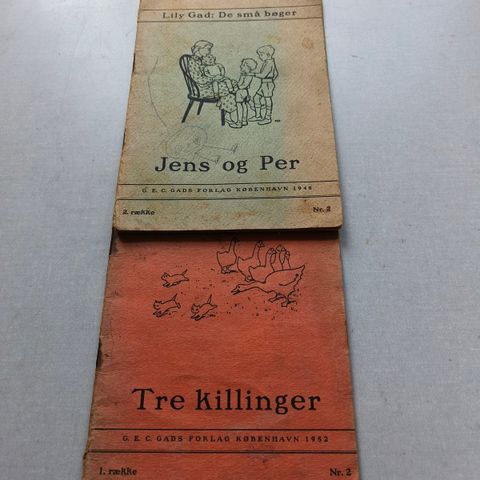 Lily Gad: De små bøger
Jens og Per
G. E. C. GADS FORLAG KØBENHAVN 1948
2. række Nr. 2
Tre killinger
G. E. C. GADS FORLAG KØBENHAVN 1952
1. række Nr. 2